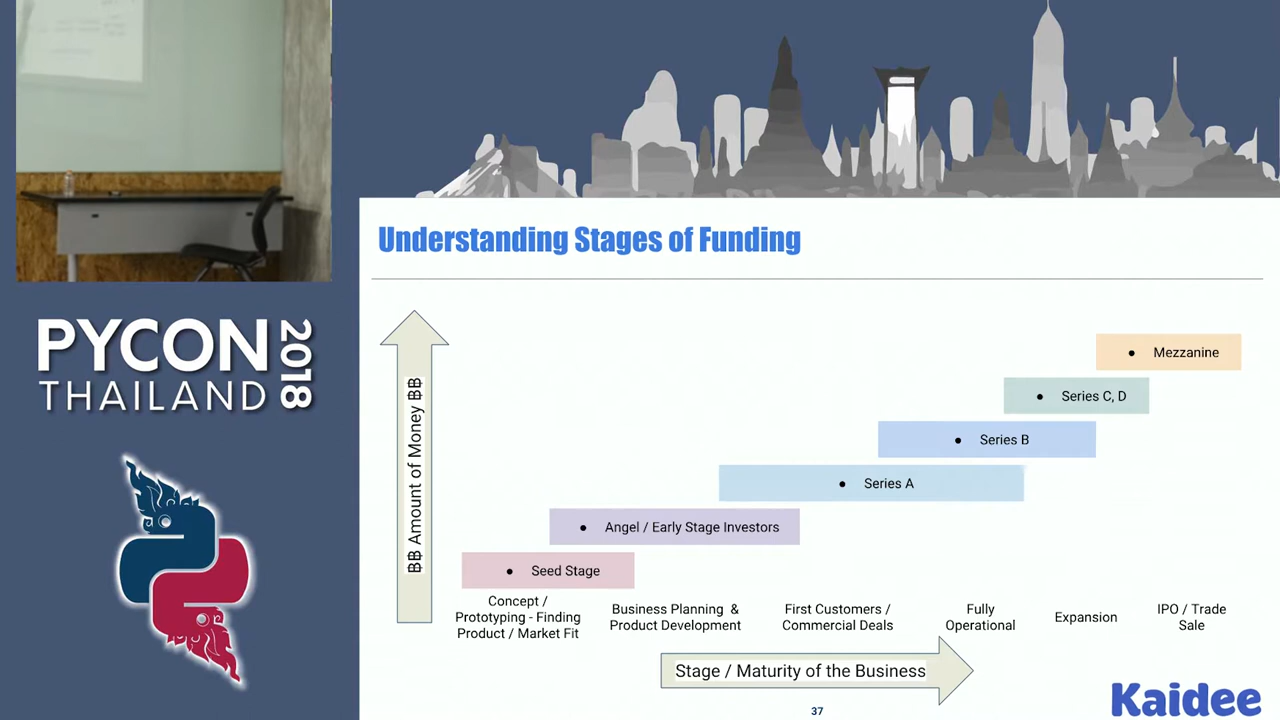 PYCON
THAILAND
2018
Understanding Stages of Funding
฿฿ Amount of Money ฿฿
● Mezzanine
● Series C, D
● Series B
● Series A
● Angel / Early Stage Investors
● Seed Stage
Concept /
Prototyping - Finding
Product / Market Fit
Business Planning &
Product Development
First Customers /
Commercial Deals
Fully
Operational
Expansion
IPO / Trade
Sale
Stage / Maturity of the Business
37
Kaidee